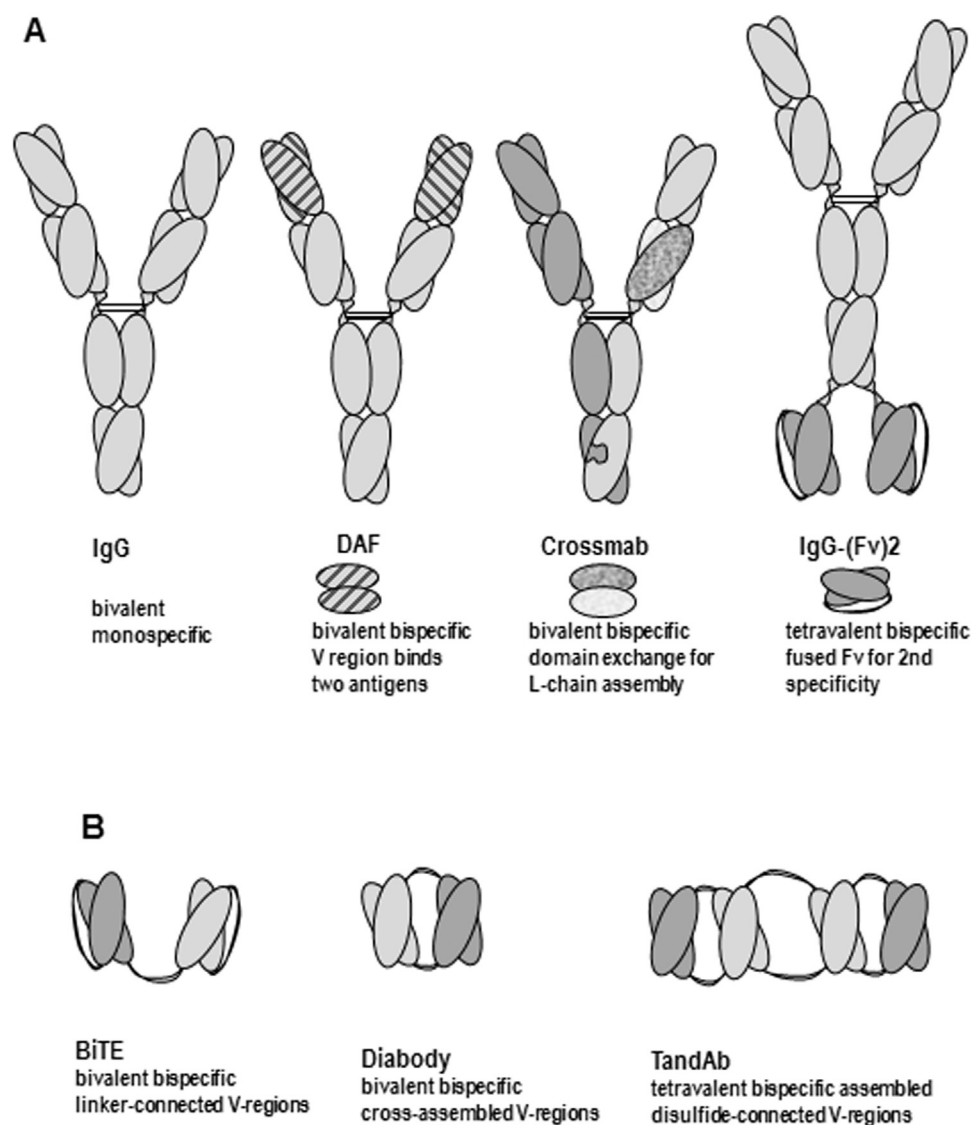 A
IgG
bivalent
monospecific
DAF
bivalent bispecific
V region binds
two antigens
Crossmab
bivalent bispecific
domain exchange for
L-chain assembly
IgG-(Fv)2
tetravalent bispecific
fused Fv for 2nd
specificity
B
BiTE
bivalent bispecific
linker-connected V-regions
Diabody
bivalent bispecific
cross-assembled V-regions
TandAb
tetravalent bispecific assembled
disulfide-connected V-regions